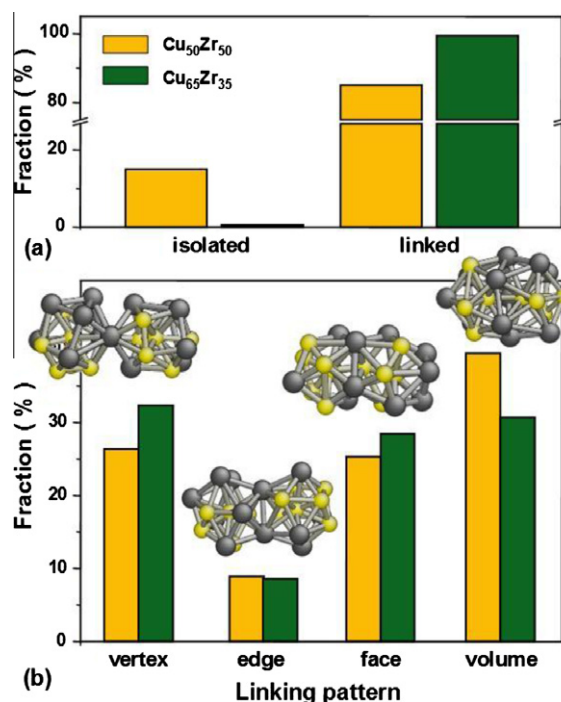 (a)
100
80
20
0
Fraction ( % )
Cu50Zr50
Cu65Zr35
isolated
linked
(b)
30
20
10
0
Fraction ( % )
vertex
edge
face
volume
Linking pattern